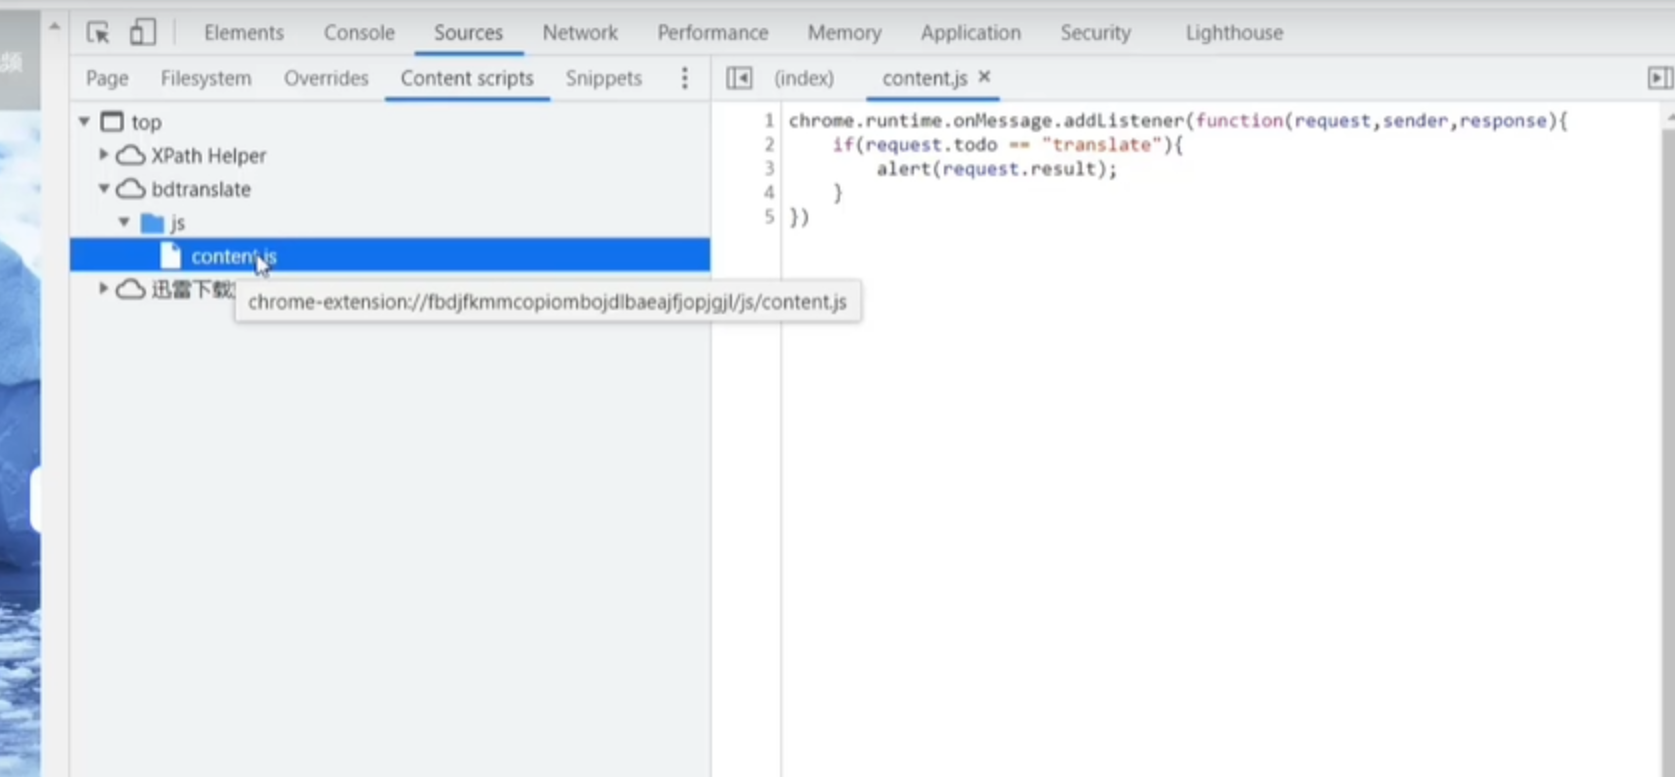 Elements Console Sources Network Performance Memory Application Security Lighthouse
频
Page Filesystem Overrides Content scripts Snippets
(index) content.js ×
top
XPath Helper
bdtranslate
js
content.js
迅雷下载
chrome-extension://fbdjfkmmcopiombojdlbaeajfjopjgjl/js/content.js
1 chrome.runtime.onMessage.addListener(function(request,sender,response){
2 if(request.todo == "translate"){
3 alert(request.result);
4 }
5 })